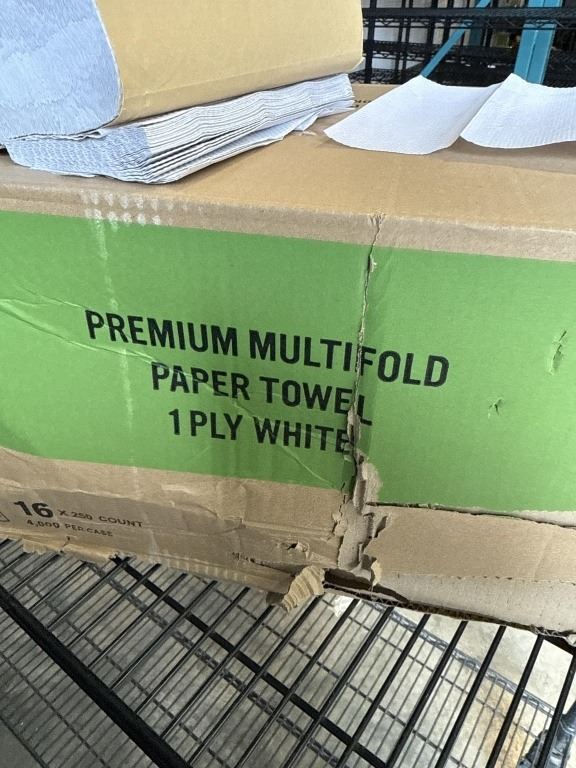 PREMIUM MULTIFOLD
PAPER TOWEL
1 PLY WHITE
16 X 250 COUNT
4,000 PER CASE